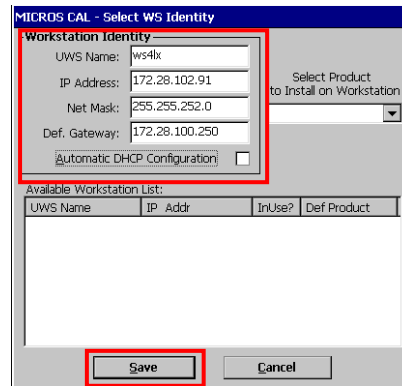 MICROS CAL - Select WS Identity
Workstation Identity
UWS Name: ws4lx
IP Address: 172.28.102.91
Net Mask: 255.255.252.0
Def. Gateway: 172.28.100.250
Automatic DHCP Configuration
Select Product
to Install on Workstation
Available Workstation List:
UWS Name IP Addr InUse? Def Product
Save Cancel